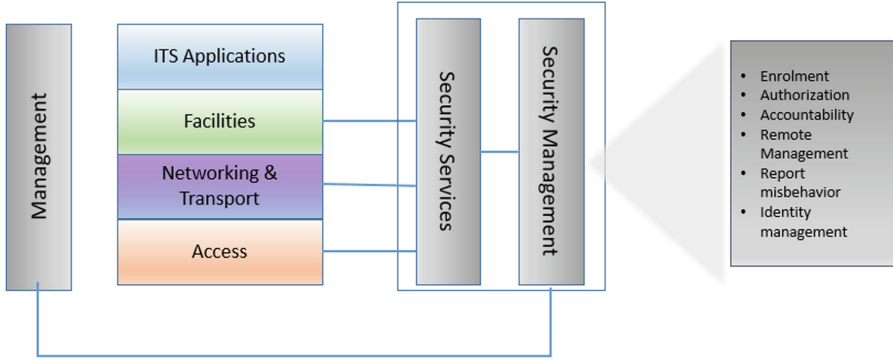 Management
ITS Applications
Facilities
Networking &
Transport
Access
Security Services
Security Management
• Enrolment
• Authorization
• Accountability
• Remote
Management
• Report
misbehavior
• Identity
management